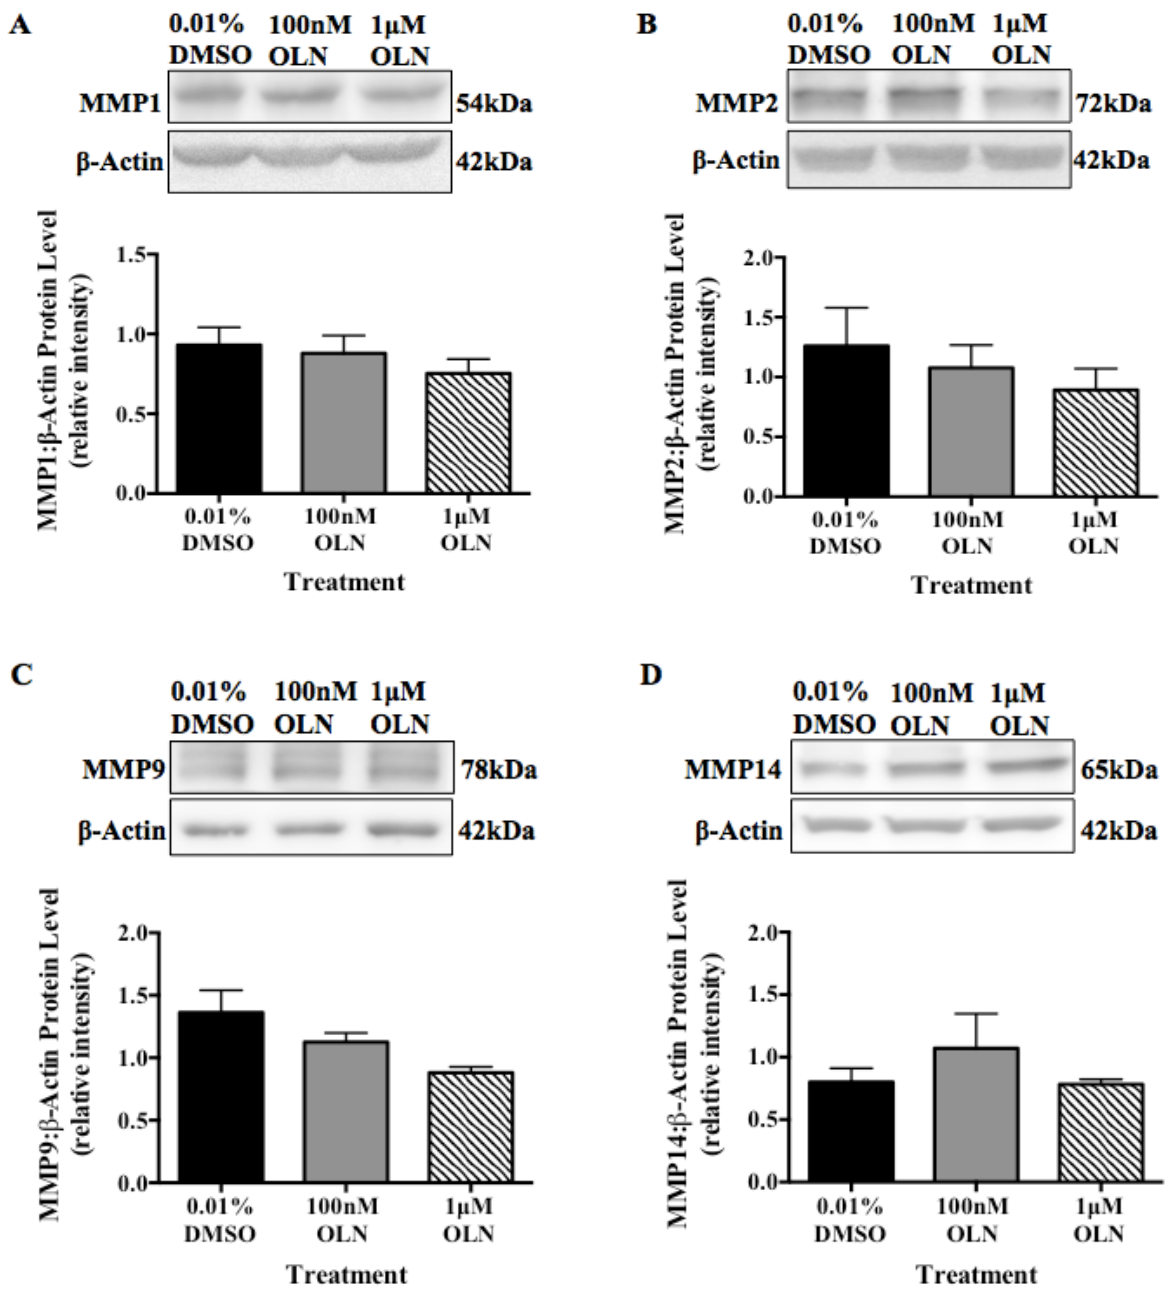 A
0.01% 100nM 1μM
DMSO OLN OLN
MMP1 54kDa
β-Actin 42kDa
MMP1:β-Actin Protein Level
(relative intensity)
1.5
1.0
0.5
0.0
0.01% 100nM 1μM
DMSO OLN OLN
Treatment
B
0.01% 100nM 1μM
DMSO OLN OLN
MMP2 72kDa
β-Actin 42kDa
MMP2:β-Actin Protein Level
(relative intensity)
2.0
1.5
1.0
0.5
0.0
0.01% 100nM 1μM
DMSO OLN OLN
Treatment
C
0.01% 100nM 1μM
DMSO OLN OLN
MMP9 78kDa
β-Actin 42kDa
MMP9:β-Actin Protein Level
(relative intensity)
2.0
1.5
1.0
0.5
0.0
0.01% 100nM 1μM
DMSO OLN OLN
Treatment
D
0.01% 100nM 1μM
DMSO OLN OLN
MMP14 65kDa
β-Actin 42kDa
MMP14:β-Actin Protein Level
(relative intensity)
2.0
1.5
1.0
0.5
0.0
0.01% 100nM 1μM
DMSO OLN OLN
Treatment